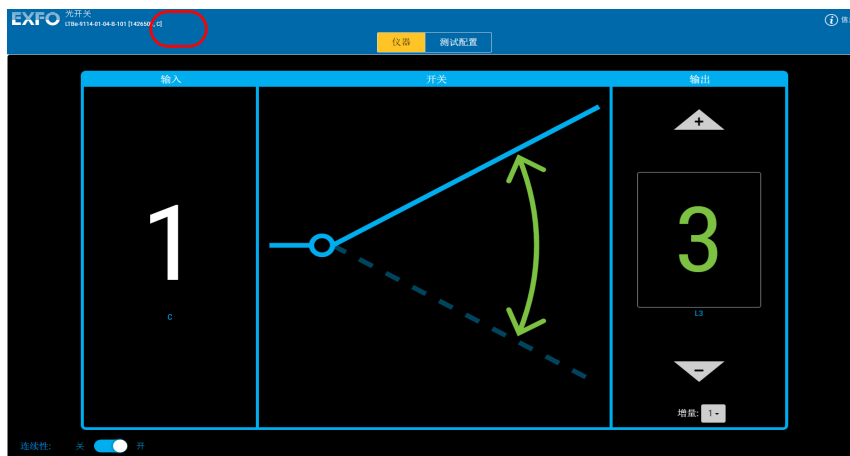 EXFO 光开关
LTBe-9114-01-04-B-101 [142650, C]
仪器 测试配置
输入 开关 输出
+
1 3
C L3
-
增量: 1
连续性: 关 开